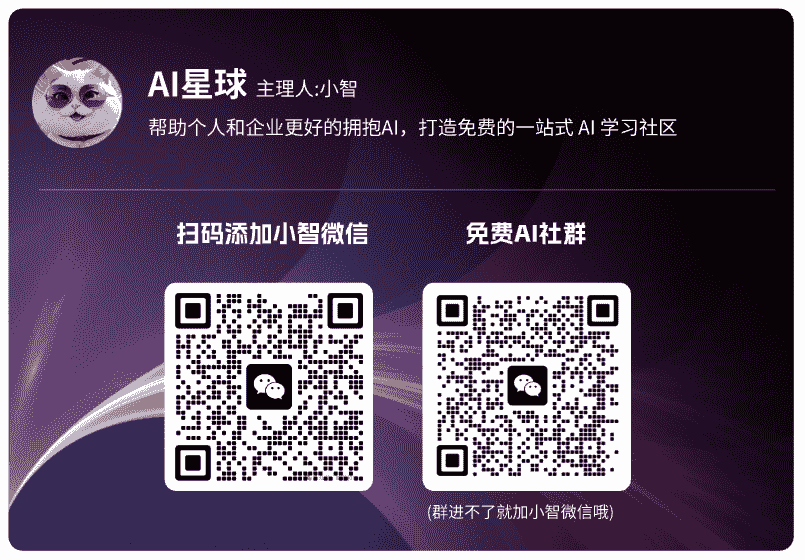 AI星球 主理人:小智
帮助个人和企业更好的拥抱AI，打造免费的一站式 AI 学习社区
扫码添加小智微信
免费AI社群
(群进不了就加小智微信哦)